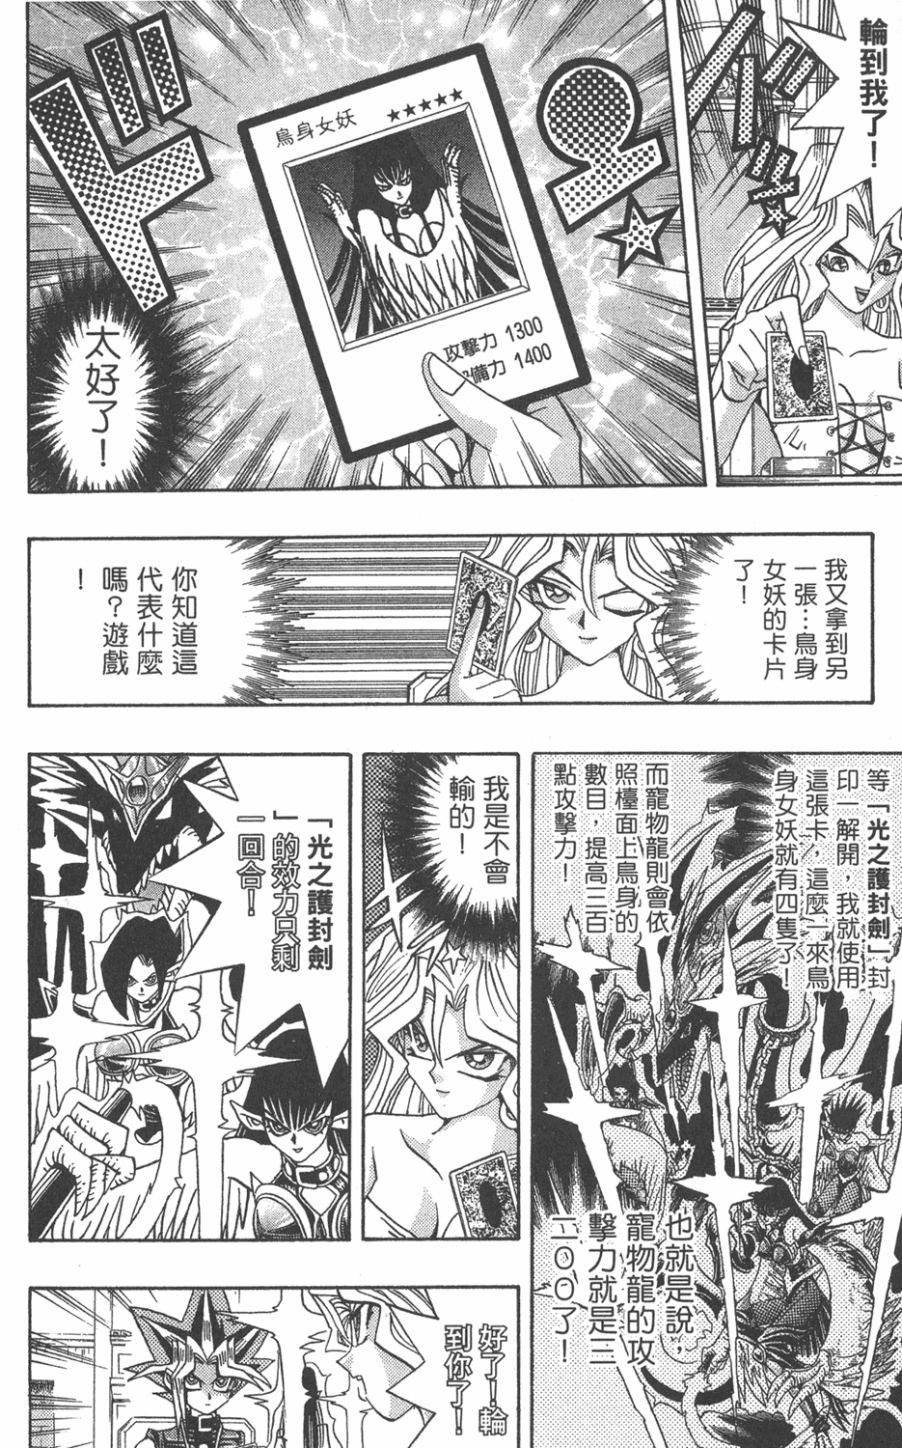 輪到我了！
鳥身女妖
★★★★★
攻擊力 1300
備力 1400
太好了！
我又拿到另
一張…鳥身
女妖的卡片
了！
你知道這
代表什麼
嗎？遊戲
！
等「光之護封劍」封
印一解開，我就使用
這張卡，這麼一來鳥
身女妖就有四隻了！
而寵物龍則會依
照檯面上鳥身的
數目，提高三百
點攻擊力！
也就是說，
寵物龍的攻
擊力就是三
二００了！
我是不會
輸的！
「光之護封劍
」的效力只剩
一回合！
好了！輪
到你了！